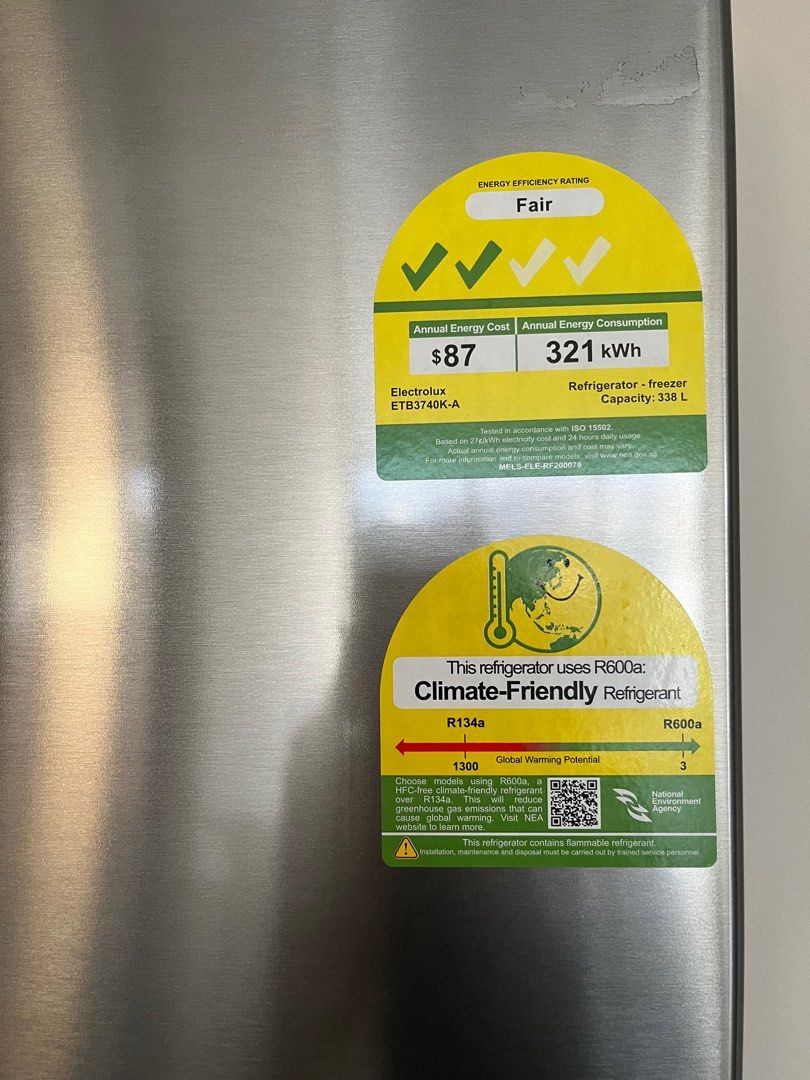 ENERGY EFFICIENCY RATING
Fair
Annual Energy Cost
Annual Energy Consumption
$87
321 kWh
Electrolux
ETB3740K-A
Refrigerator - freezer
Capacity: 338 L
Tested in accordance with ISO 15502.
Based on 27¢/kWh electricity cost and 24 hours daily usage.
Actual annual energy consumption and cost may vary.
For more information and to compare models, visit www.nea.gov.sg
MELS-ELE-RF200079
This refrigerator uses R600a:
Climate-Friendly Refrigerant
R134a
R600a
1300
Global Warming Potential
3
Choose models using R600a, a
HFC-free climate-friendly refrigerant
over R134a. This will reduce
greenhouse gas emissions that can
cause global warming. Visit NEA
website to learn more.
National
Environment
Agency
This refrigerator contains flammable refrigerant.
Installation, maintenance and disposal must be carried out by trained service personnel.